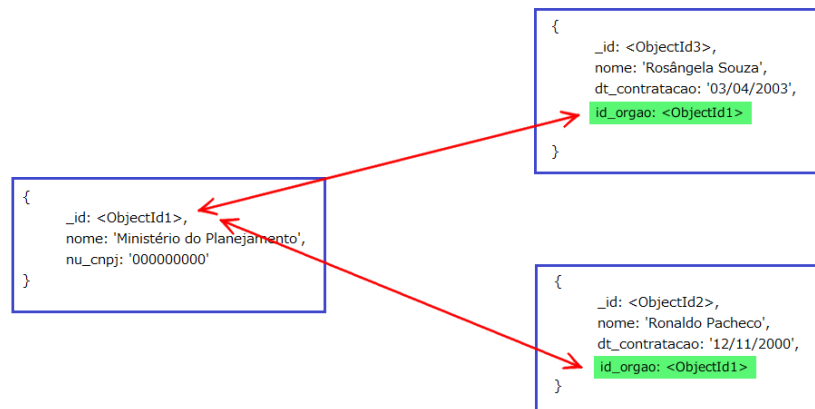 {
_id: <ObjectId3>,
nome: 'Rosângela Souza',
dt_contratacao: '03/04/2003',
id_orgao: <ObjectId1>
}
{
_id: <ObjectId1>,
nome: 'Ministério do Planejamento',
nu_cnpj: '000000000'
}
{
_id: <ObjectId2>,
nome: 'Ronaldo Pacheco',
dt_contratacao: '12/11/2000',
id_orgao: <ObjectId1>
}